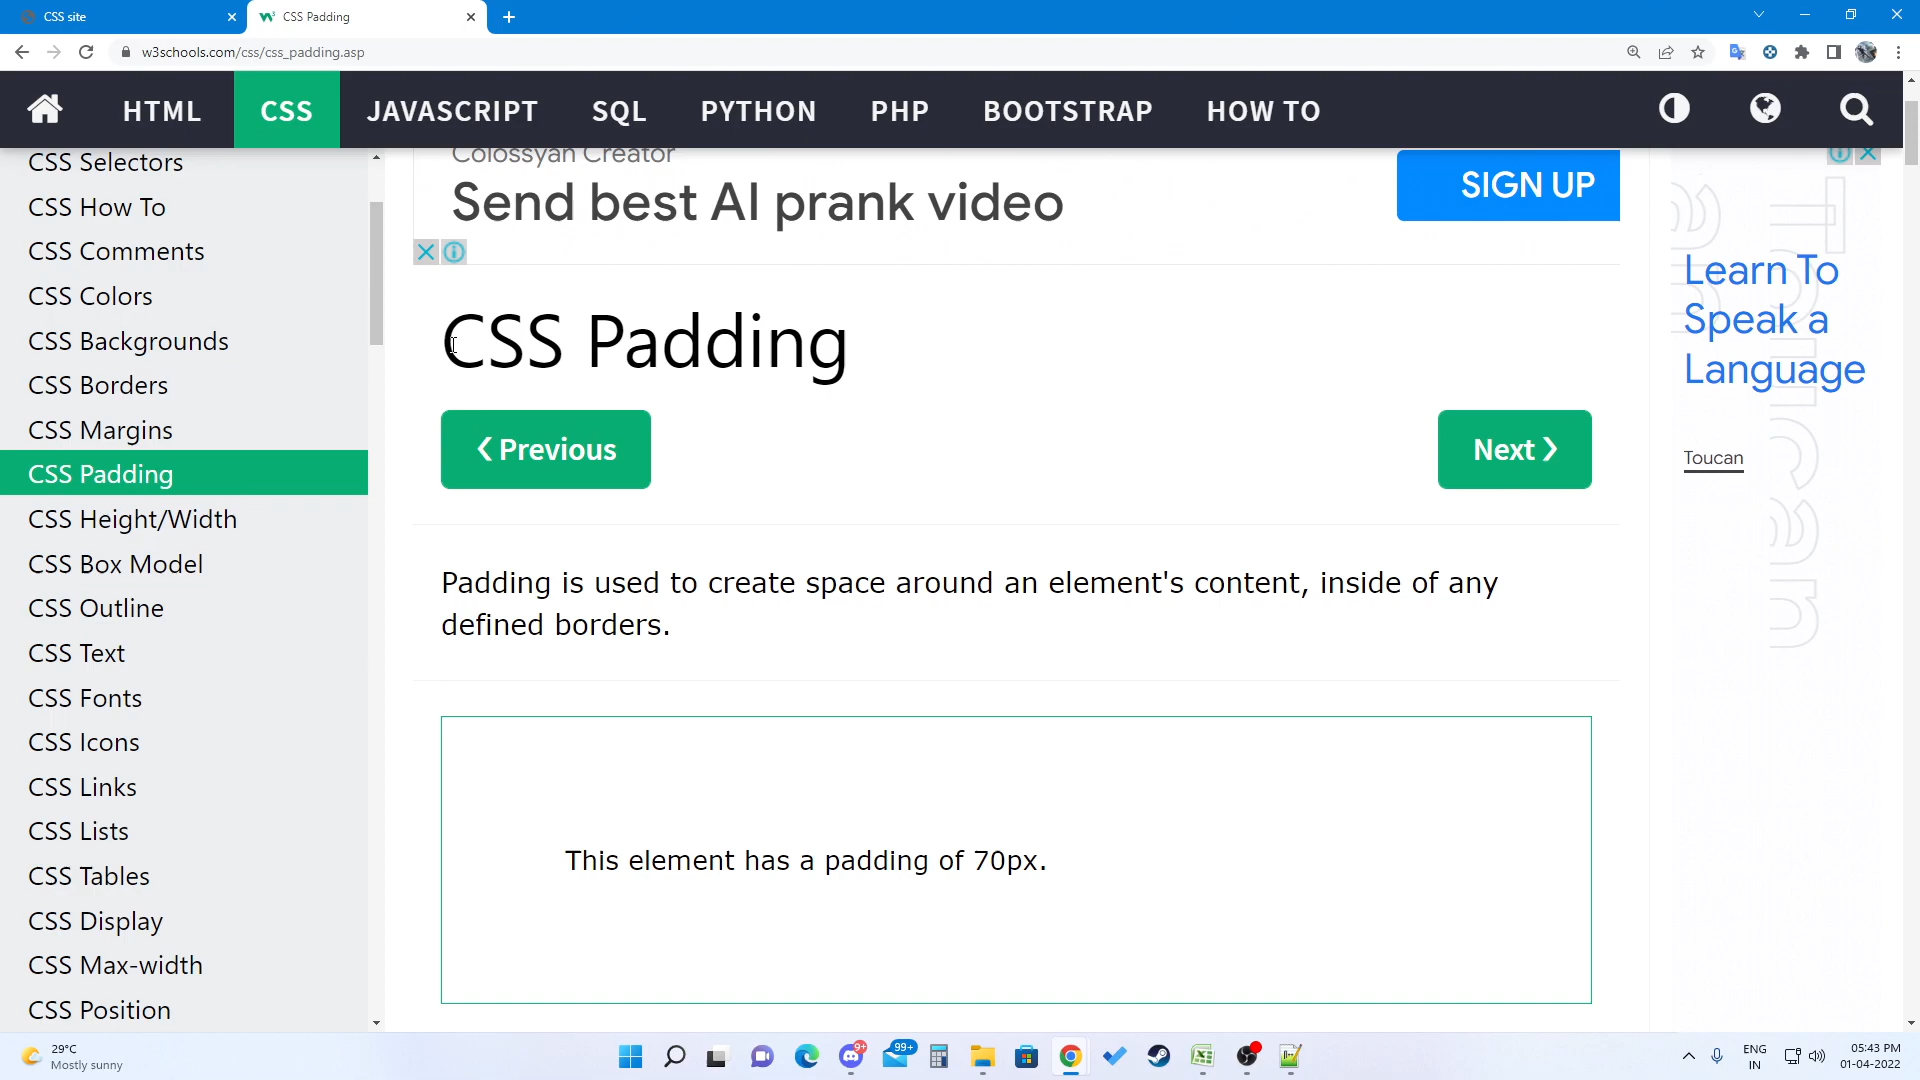 CSS site
CSS Padding
w3schools.com/css/css_padding.asp
HTML
CSS
JAVASCRIPT
SQL
PYTHON
PHP
BOOTSTRAP
HOW TO
CSS Selectors
CSS How To
CSS Comments
CSS Colors
CSS Backgrounds
CSS Borders
CSS Margins
CSS Padding
CSS Height/Width
CSS Box Model
CSS Outline
CSS Text
CSS Fonts
CSS Icons
CSS Links
CSS Lists
CSS Tables
CSS Display
CSS Max-width
CSS Position
Colossyan Creator
Send best AI prank video
SIGN UP
CSS Padding
❮ Previous
Next ❯
Padding is used to create space around an element's content, inside of any
defined borders.
This element has a padding of 70px.
Learn To
Speak a
Language
Toucan
Toucan
29°C
Mostly sunny
9+
99+
ENG
IN
05:43 PM
01-04-2022